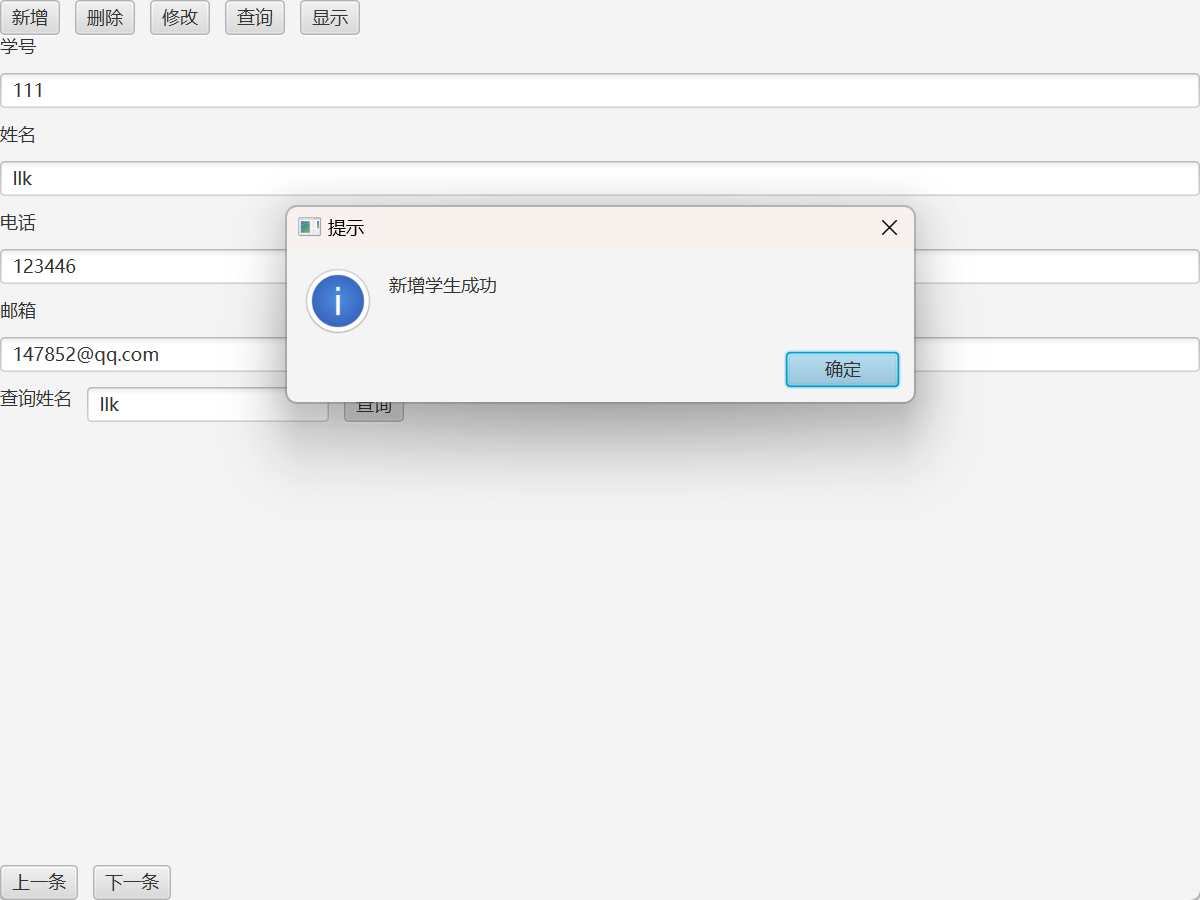 新增 删除 修改 查询 显示
学号
111
姓名
llk
电话
123446
邮箱
147852@qq.com
查询姓名 llk 查询
提示
新增学生成功
确定
上一条 下一条